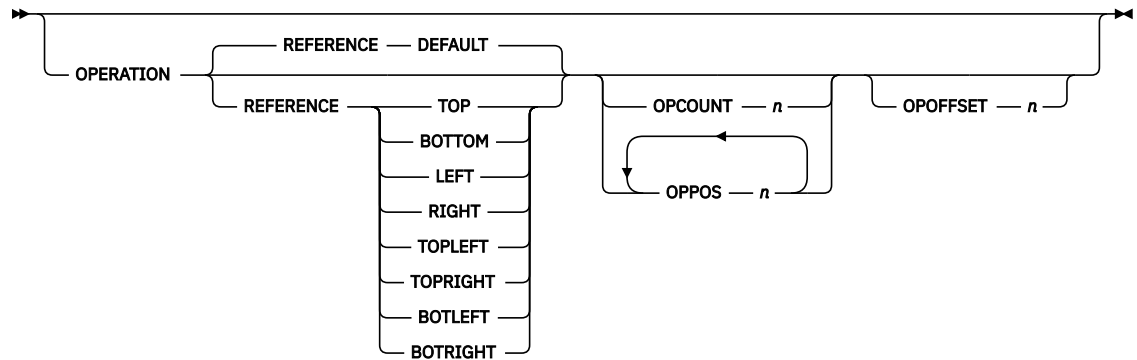 REFERENCE DEFAULT
OPERATION
REFERENCE TOP OPCOUNT n OPOFFSET n
BOTTOM
LEFT
OPPOS n
RIGHT
TOPLEFT
TOPRIGHT
BOTLEFT
BOTRIGHT